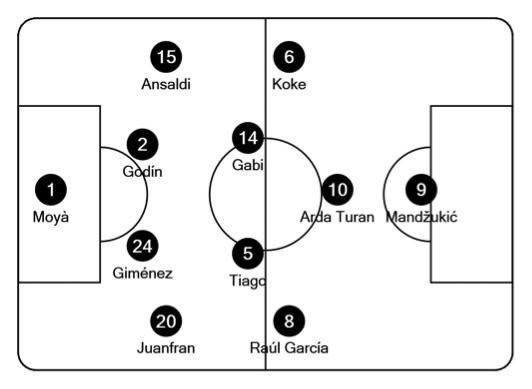 15
Ansaldi
6
Koke
2
Godín
14
Gabi
1
Moyà
10
Arda Turan
9
Mandžukić
24
Giménez
5
Tiago
20
Juanfran
8
Raúl García